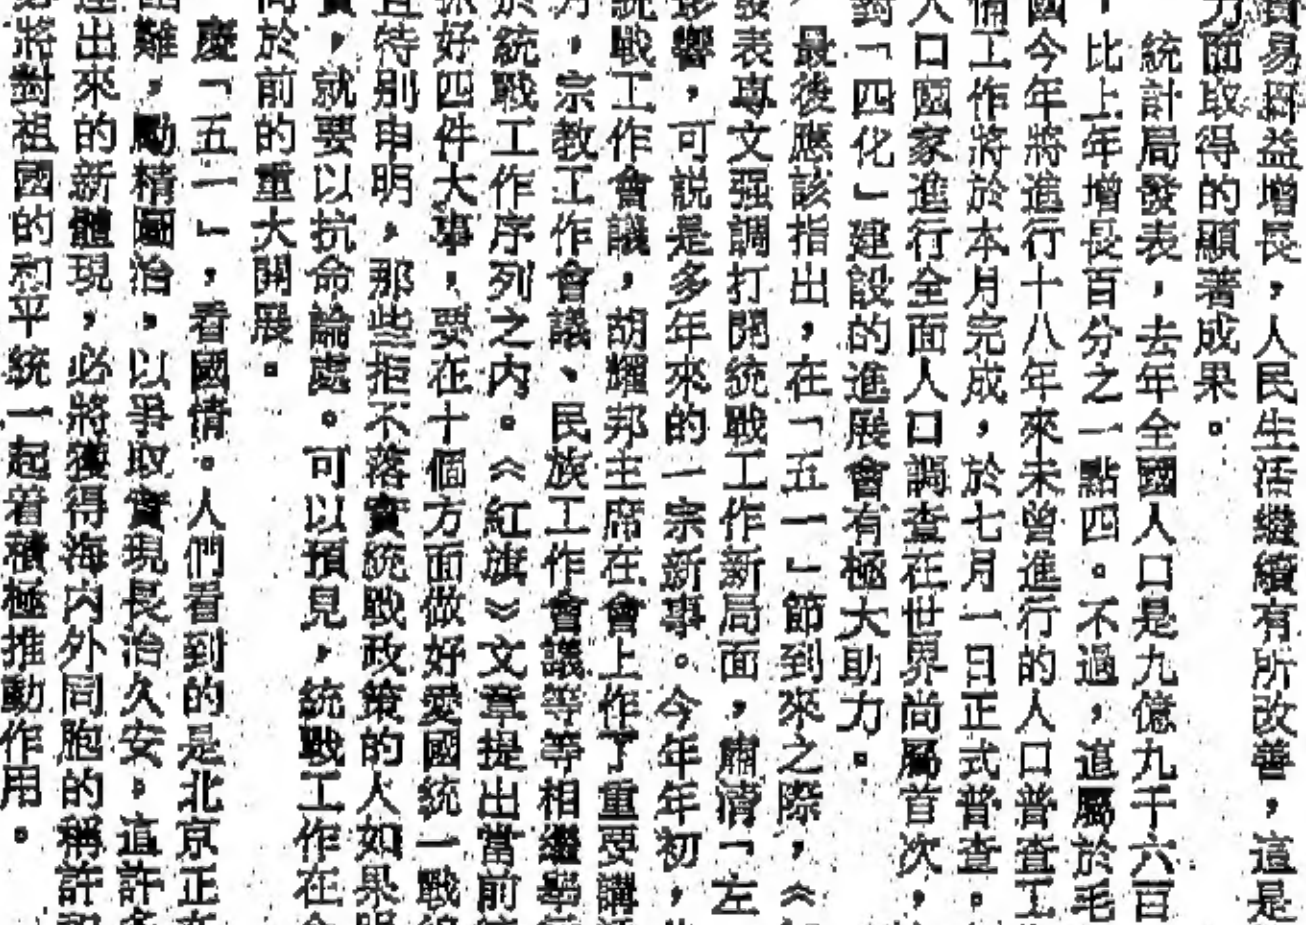 易額益增長，人民生活繼續有所改善，這是
面取得的顯著成果。
統計局發表，去年全國人口是九億九千六百
，比上年增長百分之一點四。不過，這屬於毛
國今年將進行十八年來未曾進行的人口普查工
備工作將於本月完成，於七月一日正式普查。
人口國家進行全面人口調查在世界尚屬首次，
對「四化」建設的進展會有極大助力。
最後應該指出，在「五一」節到來之際，《
發表專文强調打開統戰工作新局面，肅清「左
影響，可説是多年來的一宗新事。今年年初，
統戰工作會議，胡耀邦主席在會上作了重要講
，宗教工作會議、民族工作會議等等相繼舉
於統戰工作序列之內。《紅旗》文章提出當前
抓好四件大事，要在十個方面做好愛國統一戰
且特別申明，那些拒不落實統戰政策的人如果
，就要以抗命論處。可以預見，統戰工作在
於前的重大開展。
慶「五一」，看國情。人們看到的是北京正
難，勵精圖治，以爭取實現長治久安，這許
出來的新體現，必將獲得海內外同胞的稱許
將對祖國的和平統一起着積極推動作用。